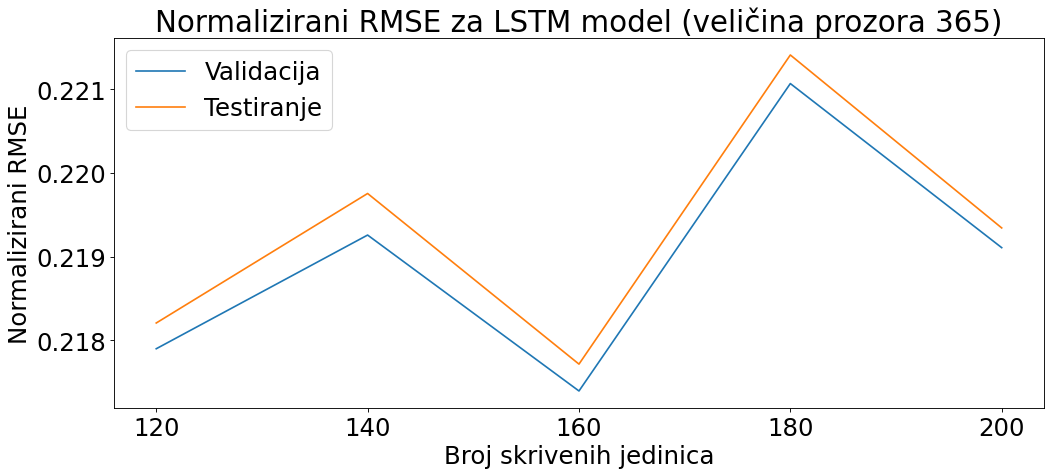 Normalizirani RMSE za LSTM model (veličina prozora 365)
Validacija
Testiranje
Normalizirani RMSE
0.221
0.220
0.219
0.218
120 140 160 180 200
Broj skrivenih jedinica